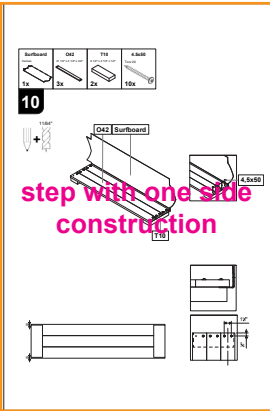 Surfboard O42 T10 4.5x50
1x 3x 2x 10x
10
11/64"
O42 Surfboard
4,5x50
step with one side
construction
T10